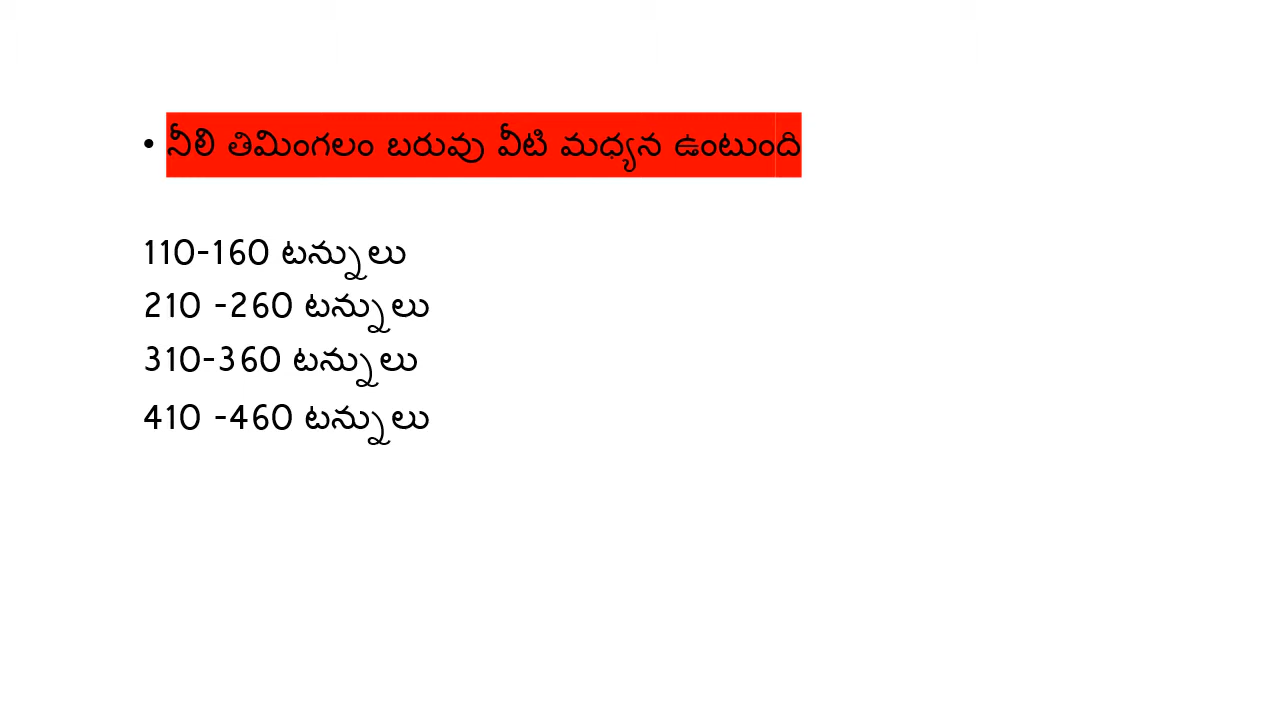 • నీలి తిమింగలం బరువు వీటి మధ్యన ఉంటుంది
110-160 టన్నులు
210 -260 టన్నులు
310-360 టన్నులు
410 -460 టన్నులు